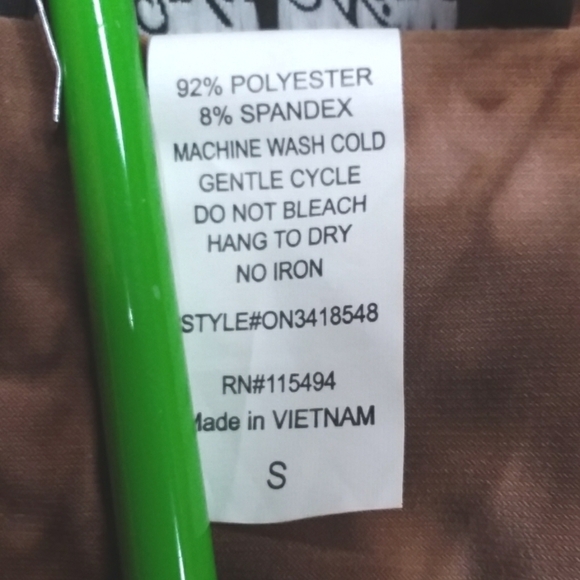 92% POLYESTER
8% SPANDEX
MACHINE WASH COLD
GENTLE CYCLE
DO NOT BLEACH
HANG TO DRY
NO IRON
STYLE#ON3418548
RN#115494
Made in VIETNAM
S